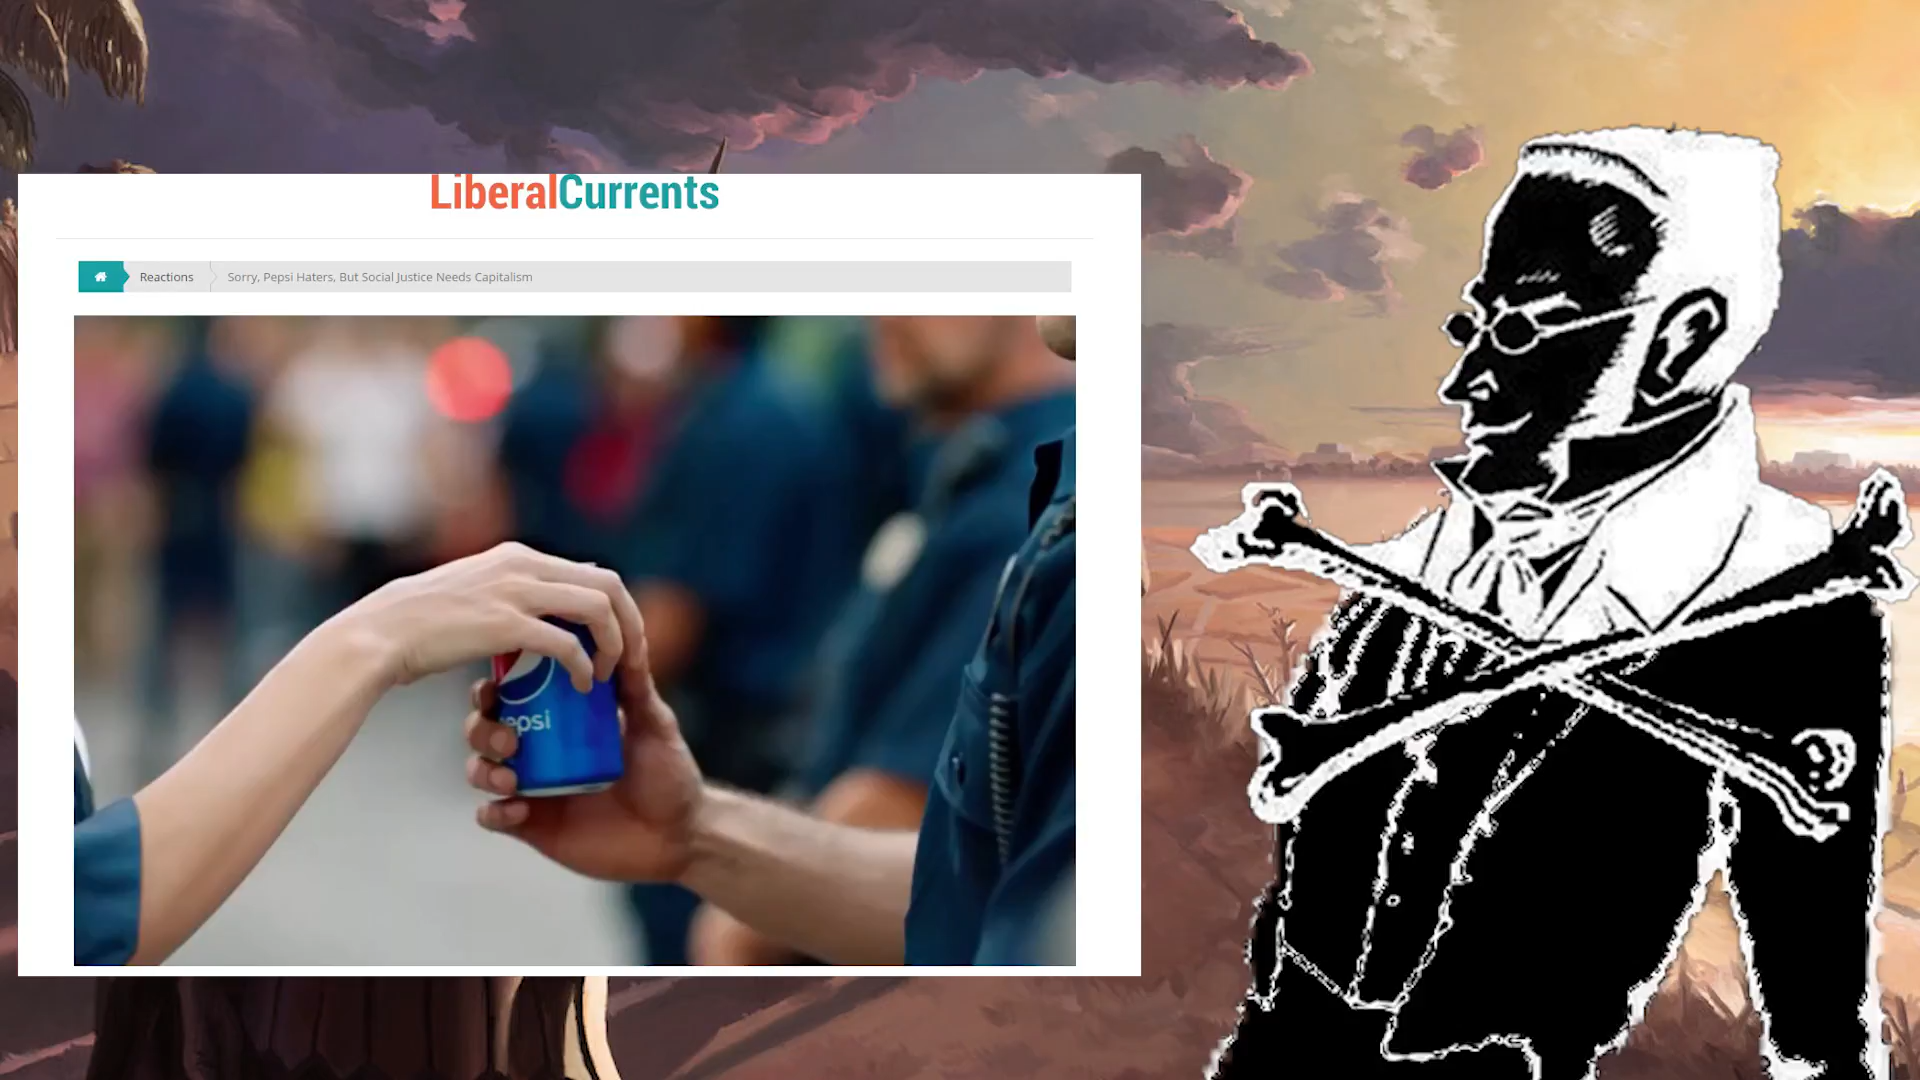 LiberalCurrents
Reactions
Sorry, Pepsi Haters, But Social Justice Needs Capitalism
epsi